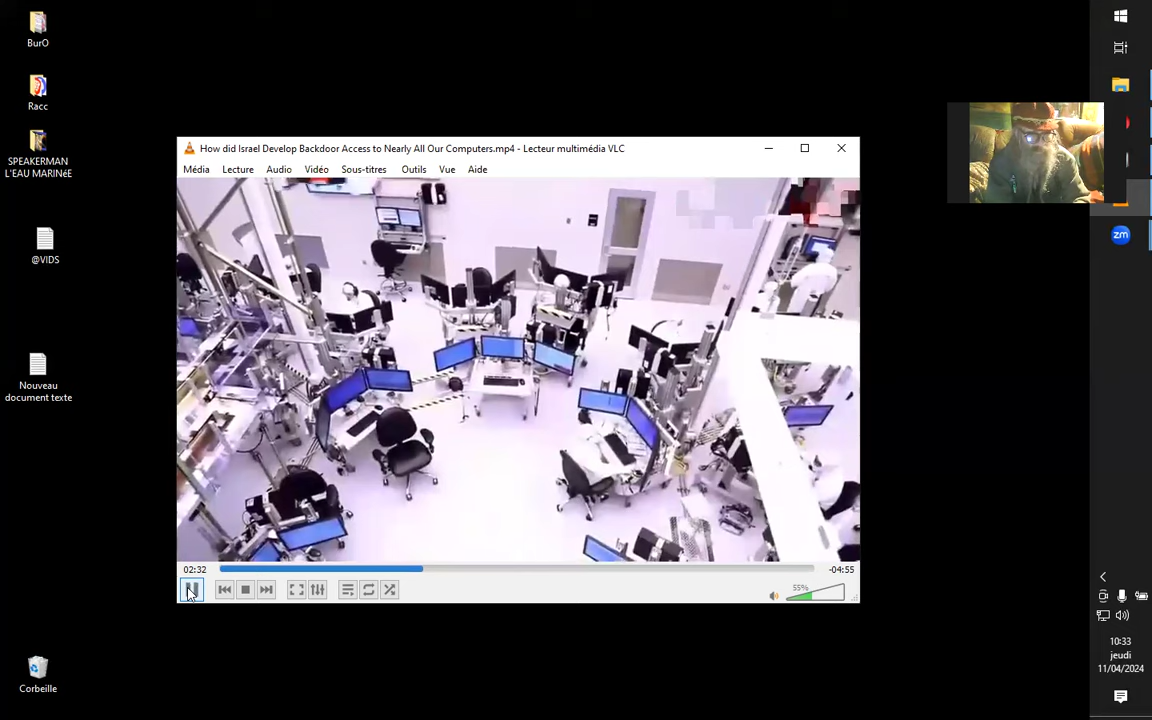 BurO
Racc
SPEAKERMAN
L'EAU MARINéE
@VIDS
Nouveau
document texte
Corbeille
How did Israel Develop Backdoor Access to Nearly All Our Computers.mp4 - Lecteur multimédia VLC
Média Lecture Audio Vidéo Sous-titres Outils Vue Aide
02:32
-04:55
55%
zm
10:33
jeudi
11/04/2024